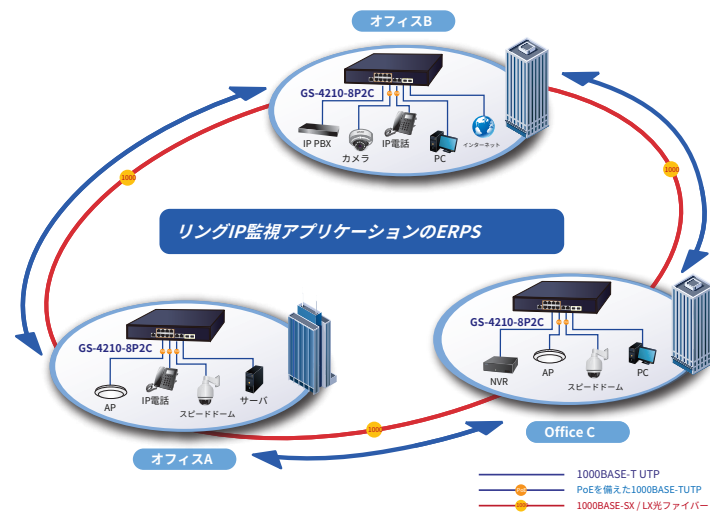 オフィスB
GS-4210-8P2C
IP PBX
カメラ
IP電話
PC
インターネット
1000
1000
リングIP監視アプリケーションのERPS
GS-4210-8P2C
AP
IP電話
スピードドーム
サーバ
GS-4210-8P2C
NVR
AP
スピードドーム
PC
1000
オフィスA
Office C
1000BASE-T UTP
PoE
PoEを備えた1000BASE-TUTP
1000
1000BASE-SX / LX光ファイバー